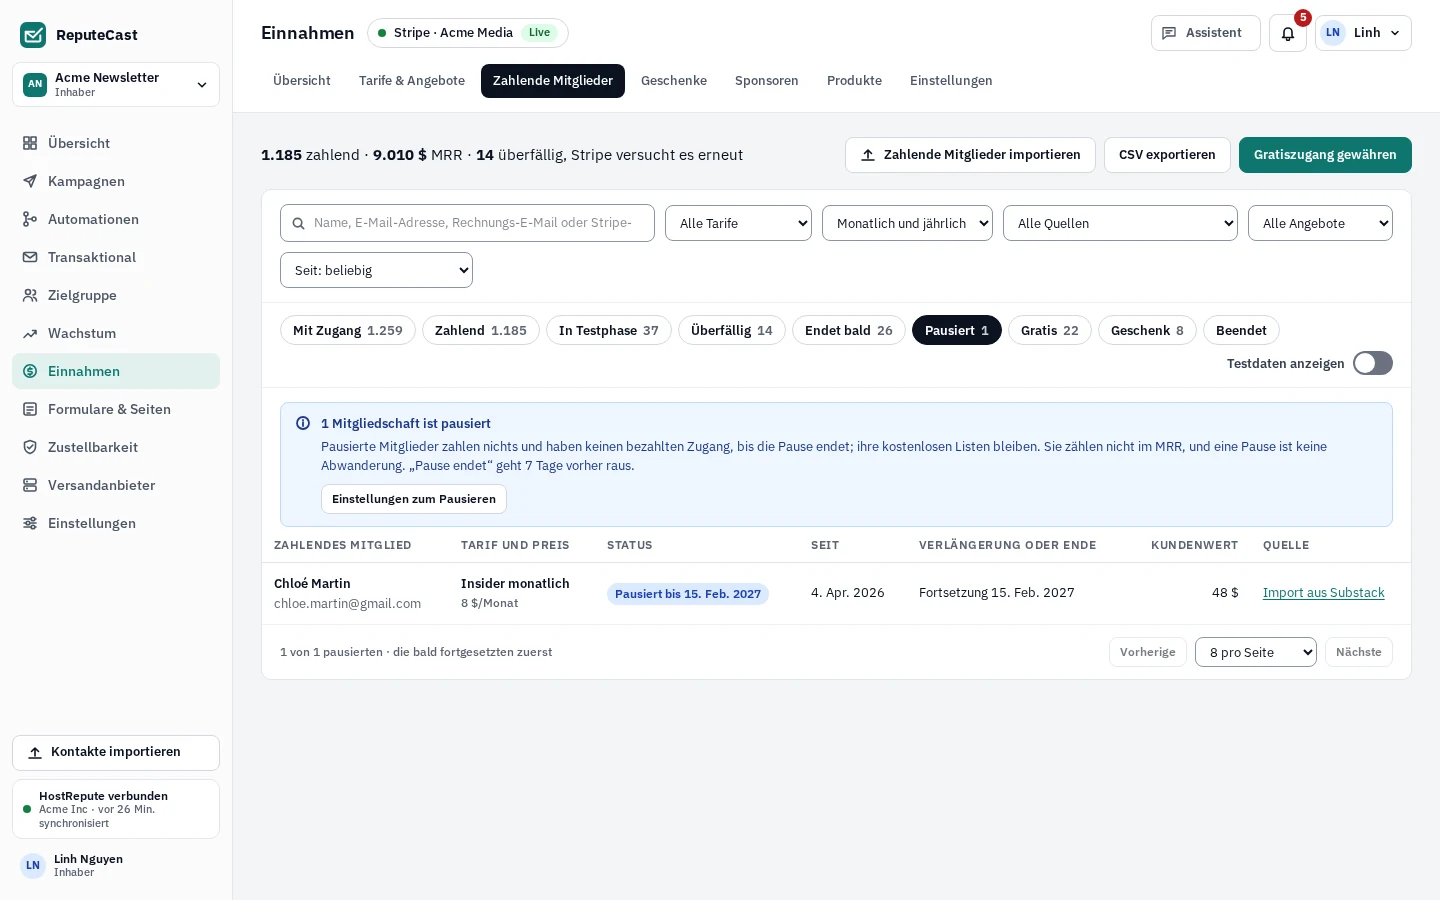 ReputeCast
AN
Acme Newsletter
Inhaber
Übersicht
Kampagnen
Automationen
Transaktional
Zielgruppe
Wachstum
Einnahmen
Formulare & Seiten
Zustellbarkeit
Versandanbieter
Einstellungen
Kontakte importieren
HostRepute verbunden
Acme Inc · vor 26 Min.
synchronisiert
LN
Linh Nguyen
Inhaber
Einnahmen
Stripe · Acme Media Live
Assistent
5
LN Linh
Übersicht
Tarife & Angebote
Zahlende Mitglieder
Geschenke
Sponsoren
Produkte
Einstellungen
1.185 zahlend · 9.010 $ MRR · 14 überfällig, Stripe versucht es erneut
Zahlende Mitglieder importieren
CSV exportieren
Gratiszugang gewähren
Name, E-Mail-Adresse, Rechnungs-E-Mail oder Stripe-
Alle Tarife
Monatlich und jährlich
Alle Quellen
Alle Angebote
Seit: beliebig
Mit Zugang 1.259
Zahlend 1.185
In Testphase 37
Überfällig 14
Endet bald 26
Pausiert 1
Gratis 22
Geschenk 8
Beendet
Testdaten anzeigen
1 Mitgliedschaft ist pausiert
Pausierte Mitglieder zahlen nichts und haben keinen bezahlten Zugang, bis die Pause endet; ihre kostenlosen Listen bleiben. Sie zählen nicht im MRR, und eine Pause ist keine
Abwanderung. „Pause endet“ geht 7 Tage vorher raus.
Einstellungen zum Pausieren
ZAHLENDES MITGLIED TARIF UND PREIS STATUS SEIT VERLÄNGERUNG ODER ENDE KUNDENWERT QUELLE
Chloé Martin
chloe.martin@gmail.com
Insider monatlich
8 $/Monat
Pausiert bis 15. Feb. 2027
4. Apr. 2026
Fortsetzung 15. Feb. 2027
48 $
Import aus Substack
1 von 1 pausierten · die bald fortgesetzten zuerst
Vorherige
8 pro Seite
Nächste